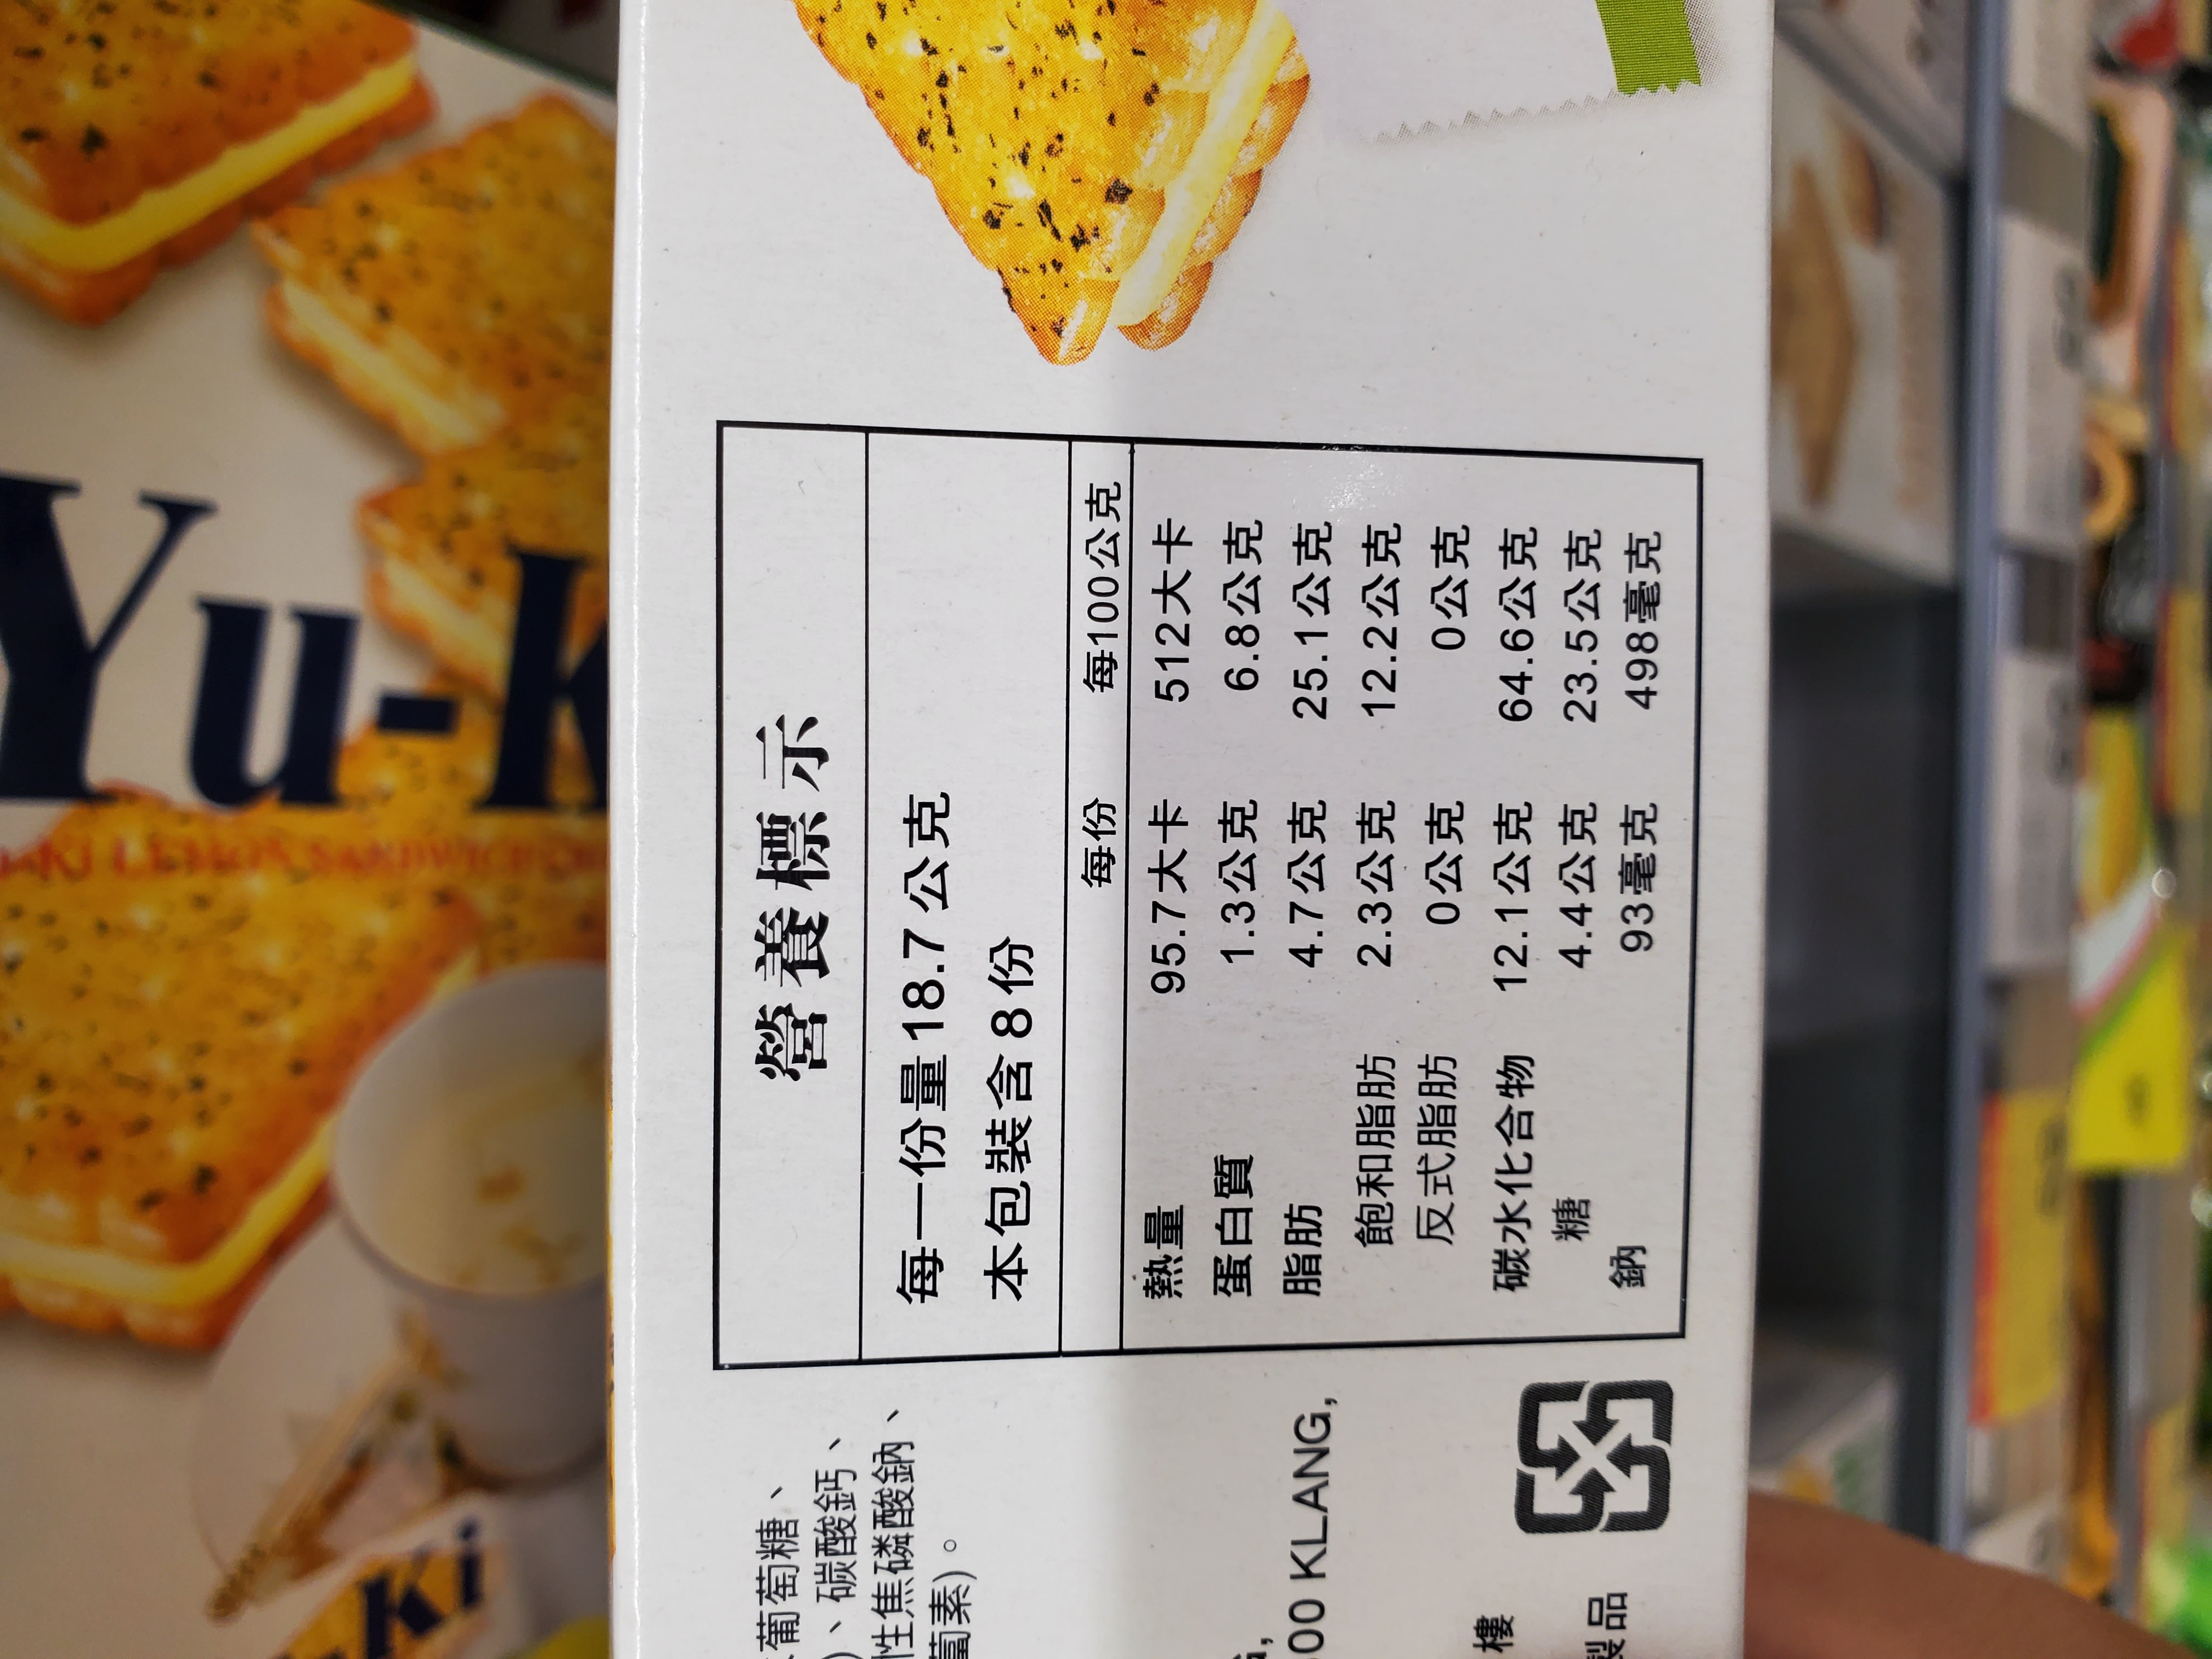 Yu-k
LEMON SANDWICH
ki
葡萄糖、
)、碳酸鈣、
性焦磷酸鈉、
素)。
00 KLANG,
樓
製品
營養標示
每一份量18.7公克
本包裝含8份
每份 每100公克
熱量 95.7大卡 512大卡
蛋白質 1.3公克 6.8公克
脂肪 4.7公克 25.1公克
飽和脂肪 2.3公克 12.2公克
反式脂肪 0公克 0公克
碳水化合物 12.1公克 64.6公克
糖 4.4公克 23.5公克
鈉 93毫克 498毫克